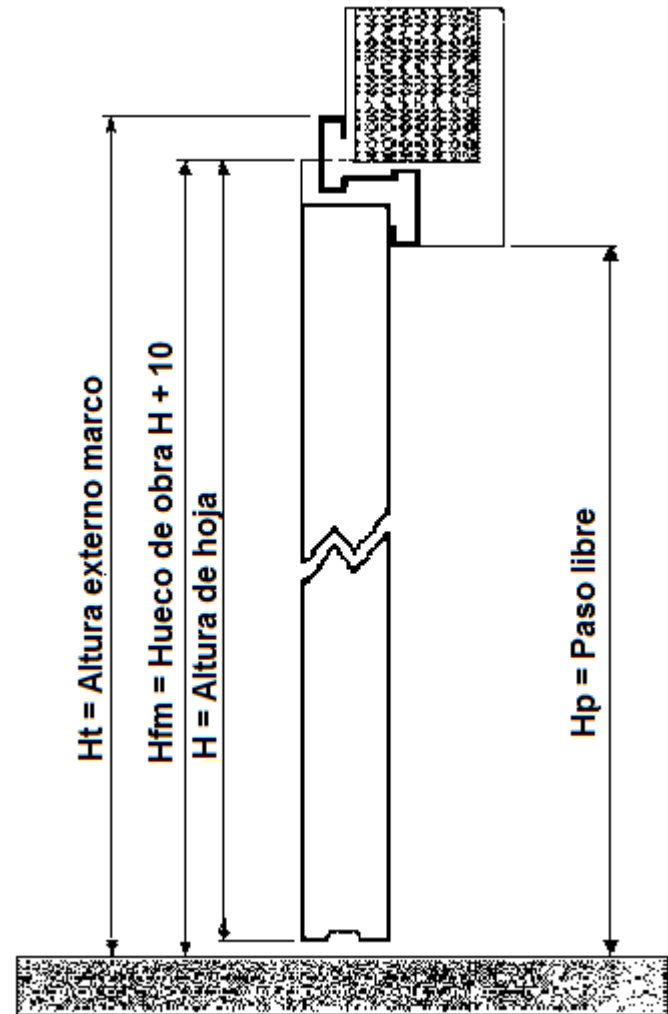 Ht = Altura externo marco
Hfm = Hueco de obra H + 10
H = Altura de hoja
Hp = Paso libre